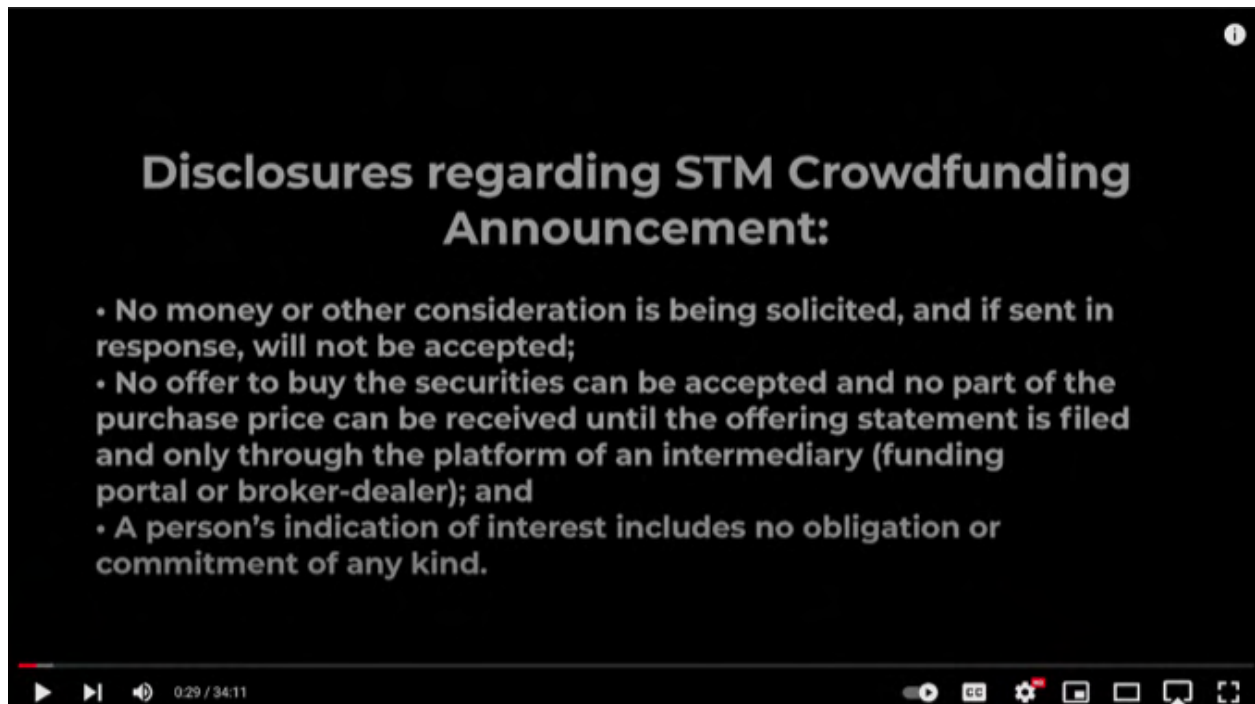 Disclosures regarding STM Crowdfunding
Announcement:
• No money or other consideration is being solicited, and if sent in
response, will not be accepted;
• No offer to buy the securities can be accepted and no part of the
purchase price can be received until the offering statement is filed
and only through the platform of an intermediary (funding
portal or broker-dealer); and
• A person's indication of interest includes no obligation or
commitment of any kind.
0:29 / 34:11
CC
HD